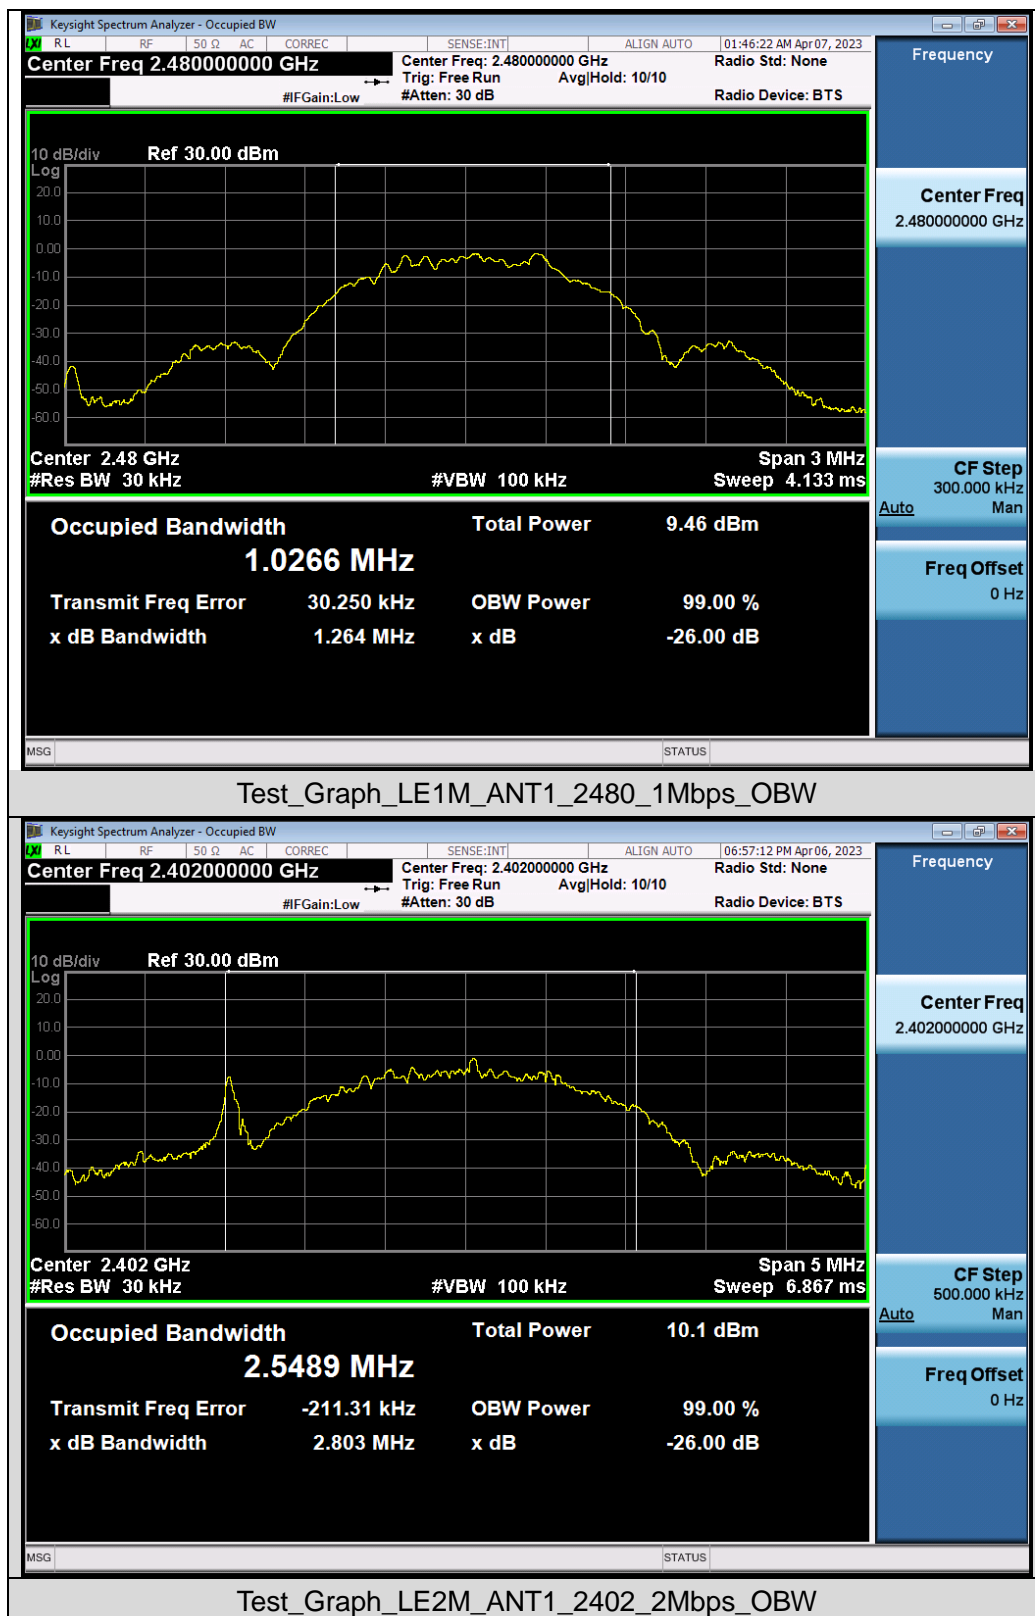 Keysight Spectrum Analyzer - Occupied BW
LXI RL RF 50 Ω AC CORREC SENSE:INT ALIGN AUTO 01:46:22 AM Apr 07, 2023
Center Freq 2.480000000 GHz Center Freq: 2.480000000 GHz Radio Std: None Frequency
Trig: Free Run Avg|Hold: 10/10
#IFGain:Low #Atten: 30 dB Radio Device: BTS
10 dB/div Ref 30.00 dBm
Log
20.0
10.0
0.00
-10.0
-20.0
-30.0
-40.0
-50.0
-60.0
Center Freq
2.480000000 GHz
Center 2.48 GHz Span 3 MHz
#Res BW 30 kHz #VBW 100 kHz Sweep 4.133 ms
CF Step
300.000 kHz
Auto Man
Freq Offset
0 Hz
Occupied Bandwidth Total Power 9.46 dBm
1.0266 MHz
Transmit Freq Error 30.250 kHz OBW Power 99.00 %
x dB Bandwidth 1.264 MHz x dB -26.00 dB
MSG STATUS
Test_Graph_LE1M_ANT1_2480_1Mbps_OBW
Keysight Spectrum Analyzer - Occupied BW
LXI RL RF 50 Ω AC CORREC SENSE:INT ALIGN AUTO 06:57:12 PM Apr 06, 2023
Center Freq 2.402000000 GHz Center Freq: 2.402000000 GHz Radio Std: None Frequency
Trig: Free Run Avg|Hold: 10/10
#IFGain:Low #Atten: 30 dB Radio Device: BTS
10 dB/div Ref 30.00 dBm
Log
20.0
10.0
0.00
-10.0
-20.0
-30.0
-40.0
-50.0
-60.0
Center Freq
2.402000000 GHz
Center 2.402 GHz Span 5 MHz
#Res BW 30 kHz #VBW 100 kHz Sweep 6.867 ms
CF Step
500.000 kHz
Auto Man
Freq Offset
0 Hz
Occupied Bandwidth Total Power 10.1 dBm
2.5489 MHz
Transmit Freq Error -211.31 kHz OBW Power 99.00 %
x dB Bandwidth 2.803 MHz x dB -26.00 dB
MSG STATUS
Test_Graph_LE2M_ANT1_2402_2Mbps_OBW